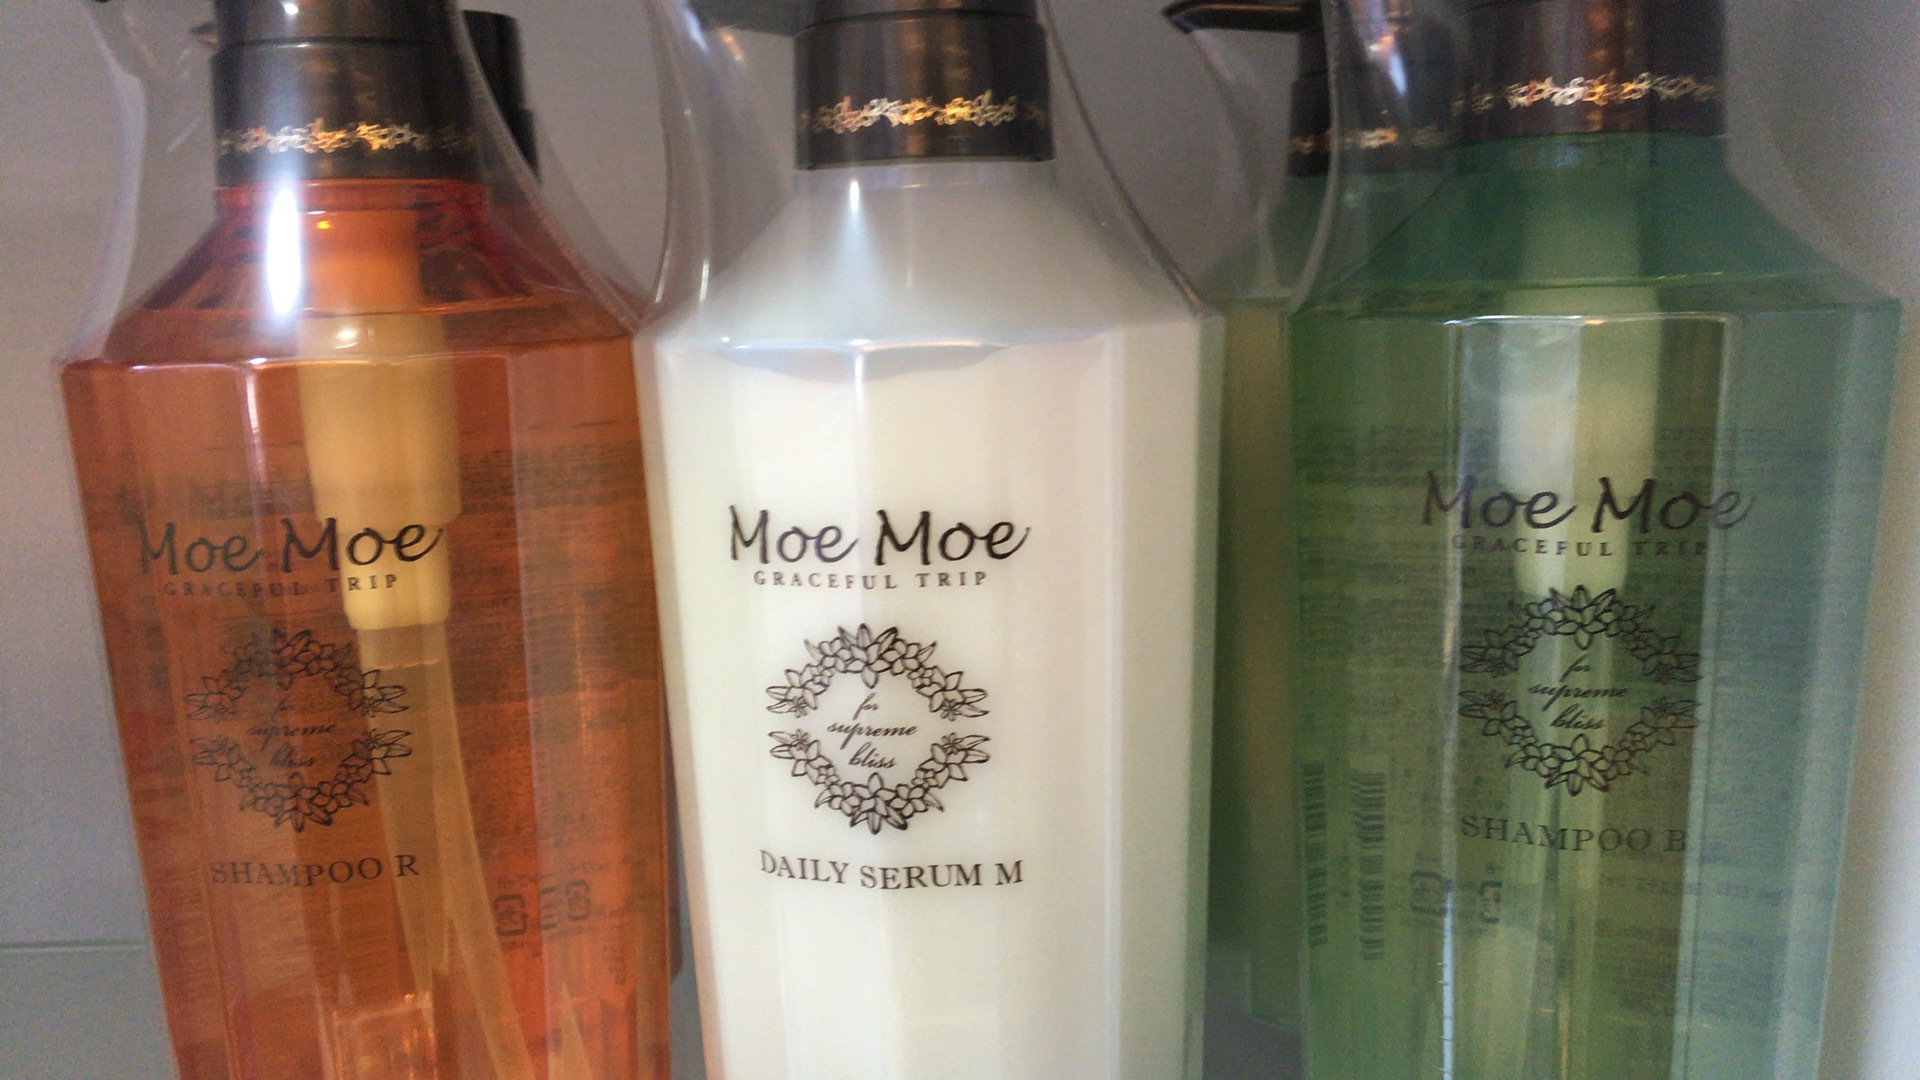 Moe Moe
GRACEFUL TRIP
for
supreme
bliss
SHAMPOO R
Moe Moe
GRACEFUL TRIP
for
supreme
bliss
DAILY SERUM M
Moe Moe
GRACEFUL TRIP
for
supreme
bliss
SHAMPOO B